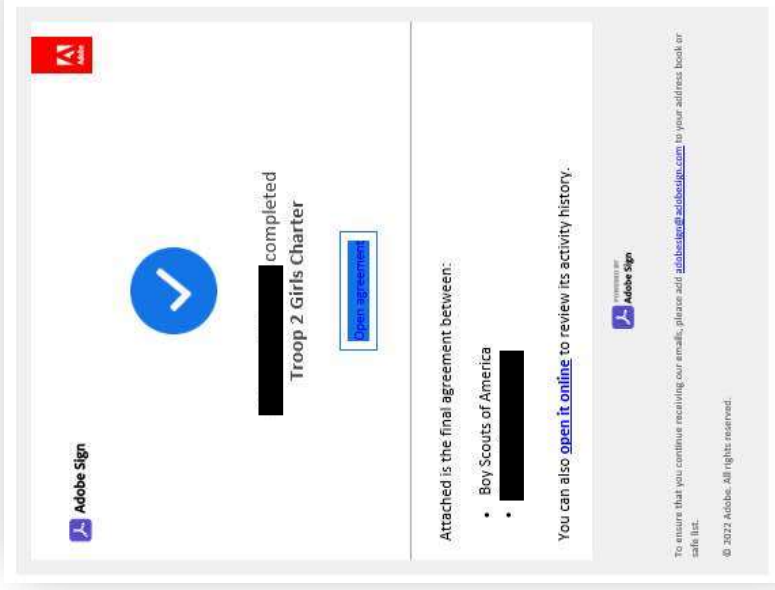 Adobe Sign
Adobe
completed
Troop 2 Girls Charter
Open agreement
Attached is the final agreement between:
• Boy Scouts of America
•
You can also open it online to review its activity history.
POWERED BY
Adobe Sign
To ensure that you continue receiving our emails, please add adobesign@adobesign.com to your address book or
safe list.
© 2022 Adobe. All rights reserved.